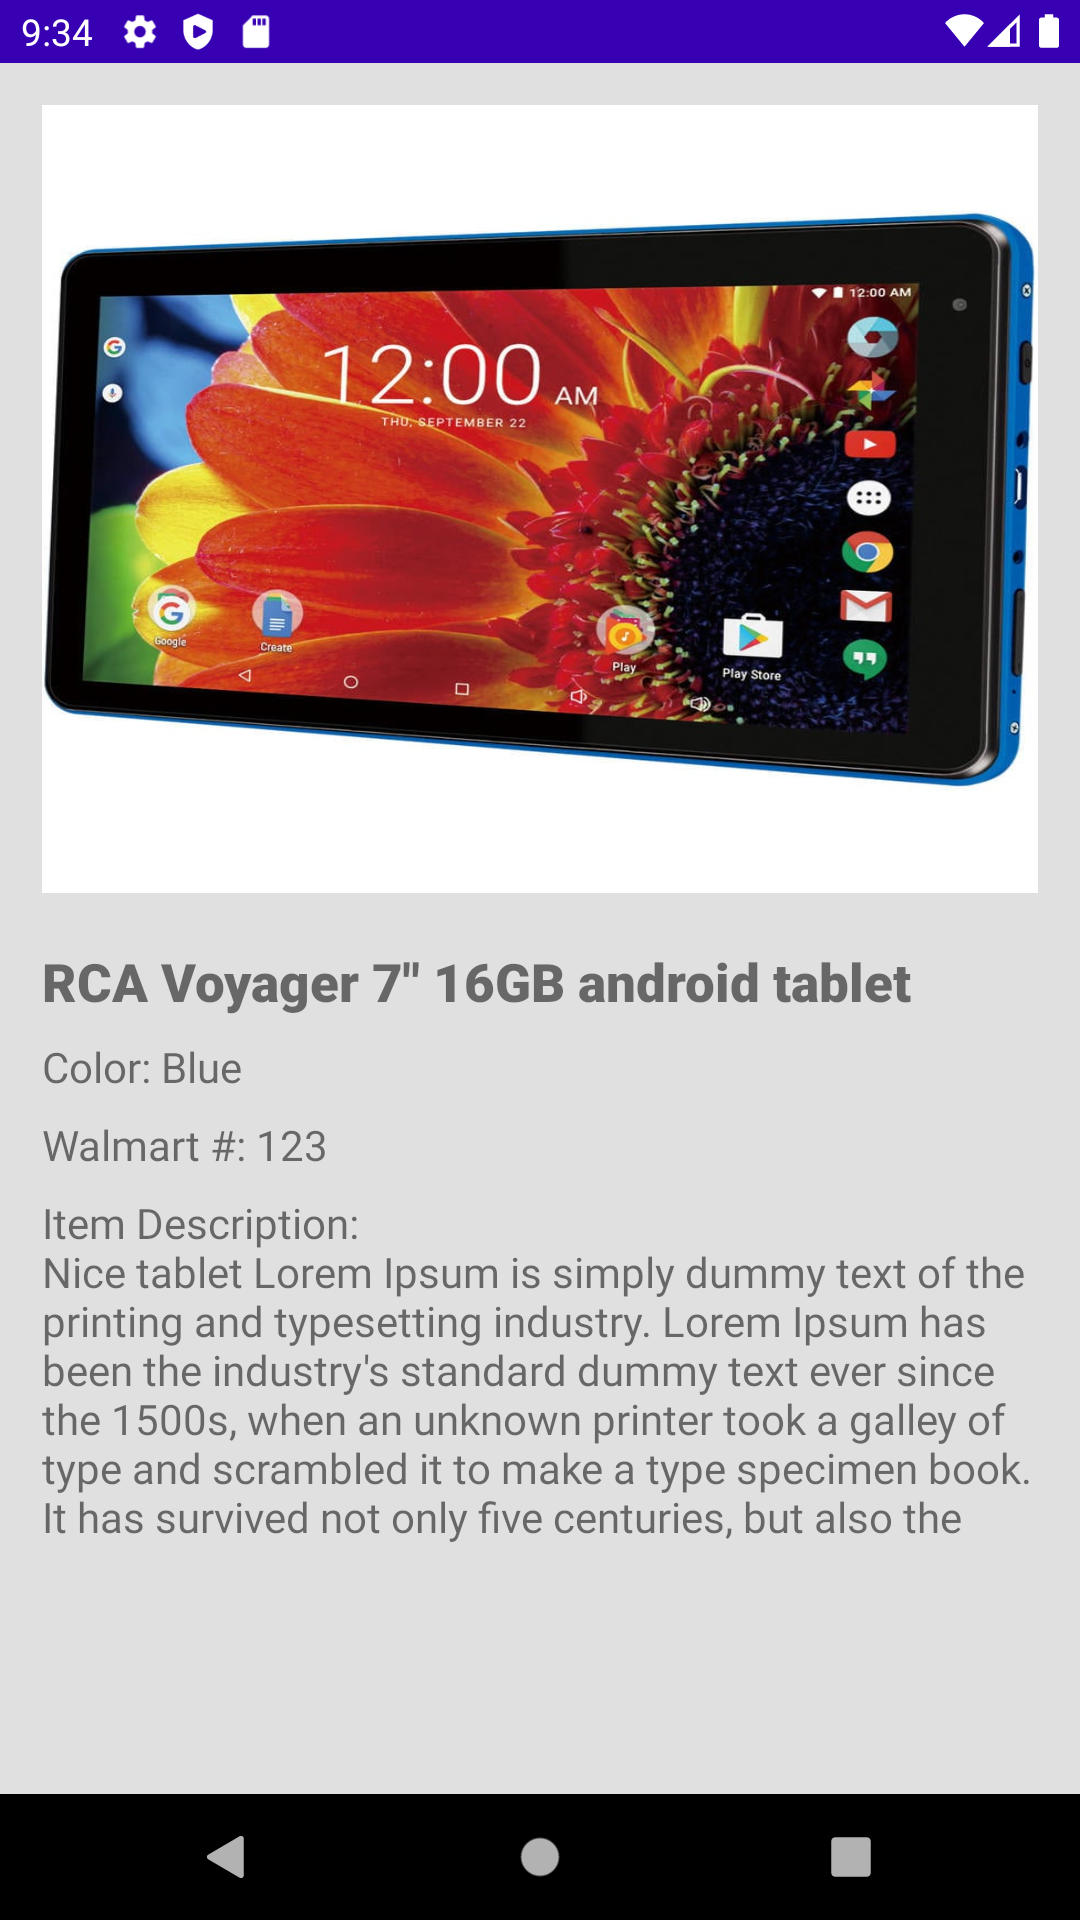 9:34
12:00 AM
12:00 AM
THU, SEPTEMBER 22
Google
Create
Play
Play Store
RCA Voyager 7" 16GB android tablet
Color: Blue
Walmart #: 123
Item Description:
Nice tablet Lorem Ipsum is simply dummy text of the
printing and typesetting industry. Lorem Ipsum has
been the industry's standard dummy text ever since
the 1500s, when an unknown printer took a galley of
type and scrambled it to make a type specimen book.
It has survived not only five centuries, but also the